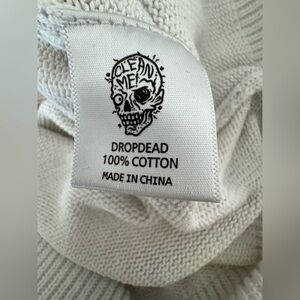 CLEAN
ME!
DROPDEAD
100% COTTON
MADE IN CHINA